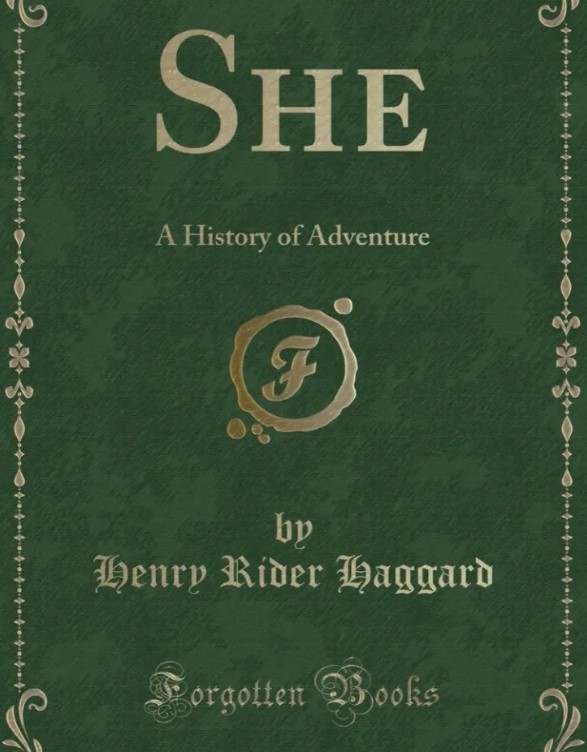 SHE
A History of Adventure
F
by
Henry Rider Haggard
Forgotten Books